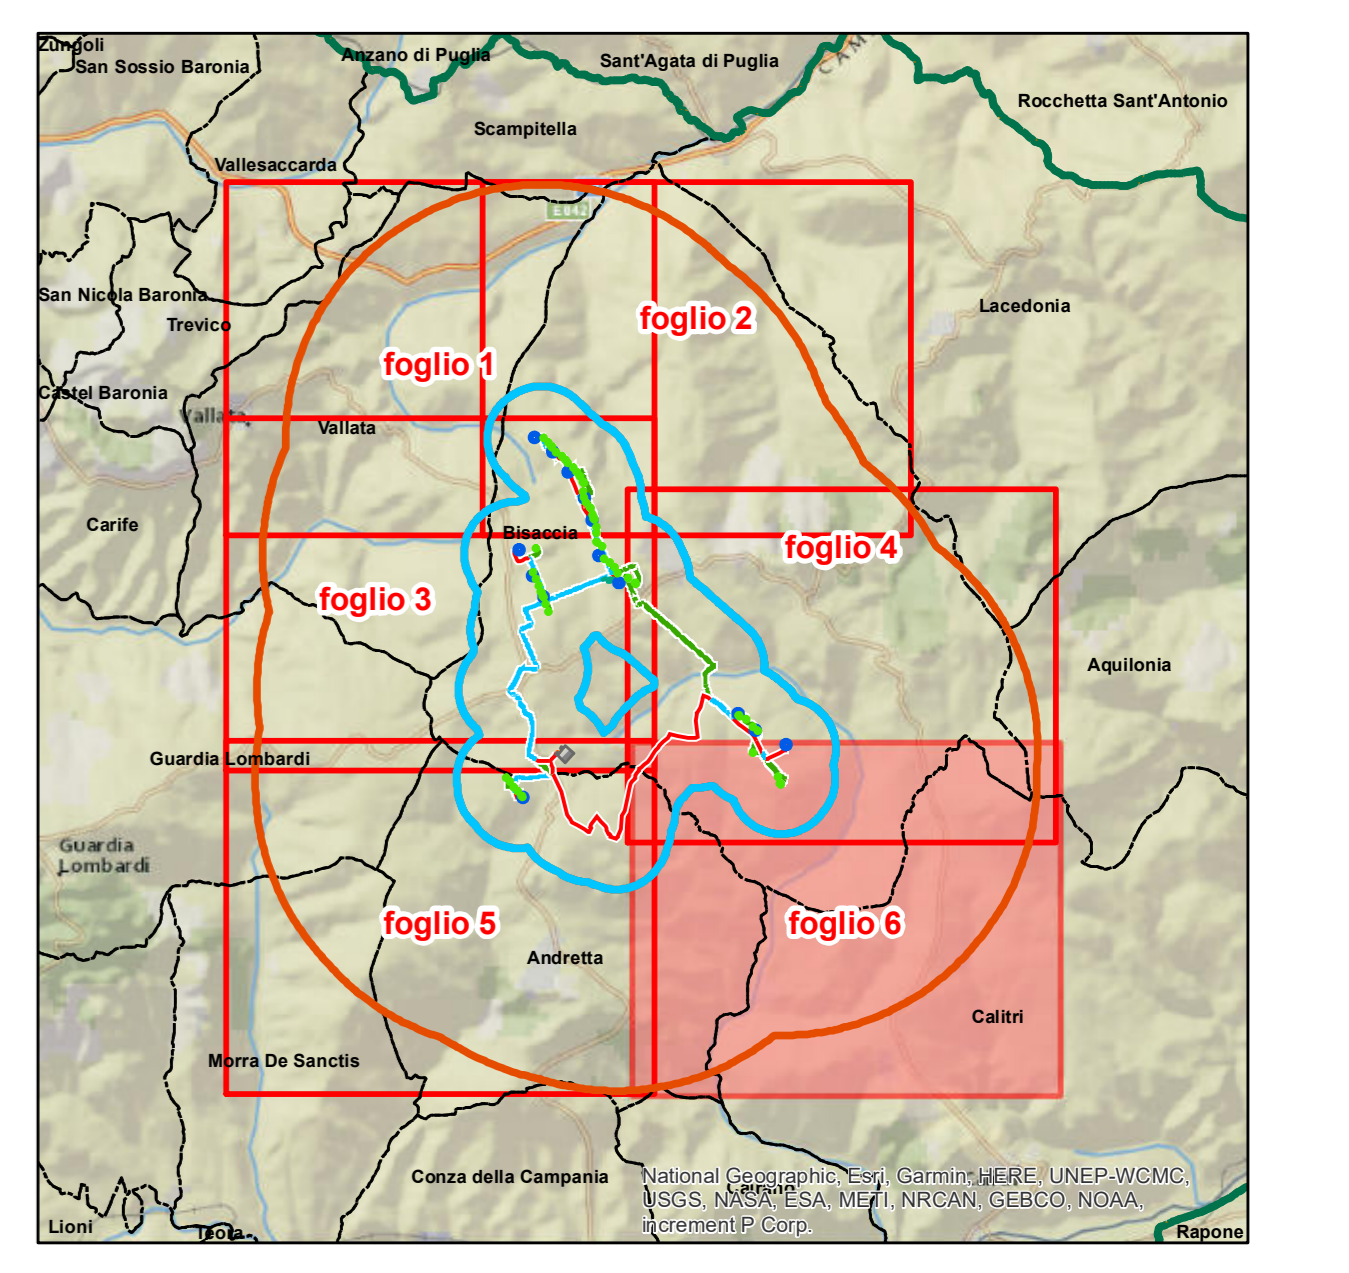 Zungoli
San Sossio Baronia
Anzano di Puglia
Sant'Agata di Puglia
CAM
Rocchetta Sant'Antonio
Scampitella
Vallesaccarda
E842
San Nicola Baronia
Trevico
foglio 2
Lacedonia
foglio 1
Castel Baronia
Vallata
Vallata
Carife
Bisaccia
foglio 4
foglio 3
Aquilonia
Guardia Lombardi
Guardia
Lombardi
foglio 5
foglio 6
Andretta
Calitri
Morra De Sanctis
Conza della Campania
National Geographic, Esri, Garmin, HERE, UNEP-WCMC,
Cairano
USGS, NASA, ESA, METI, NRCAN, GEBCO, NOAA,
increment P Corp.
Lioni
Teora
Rapone